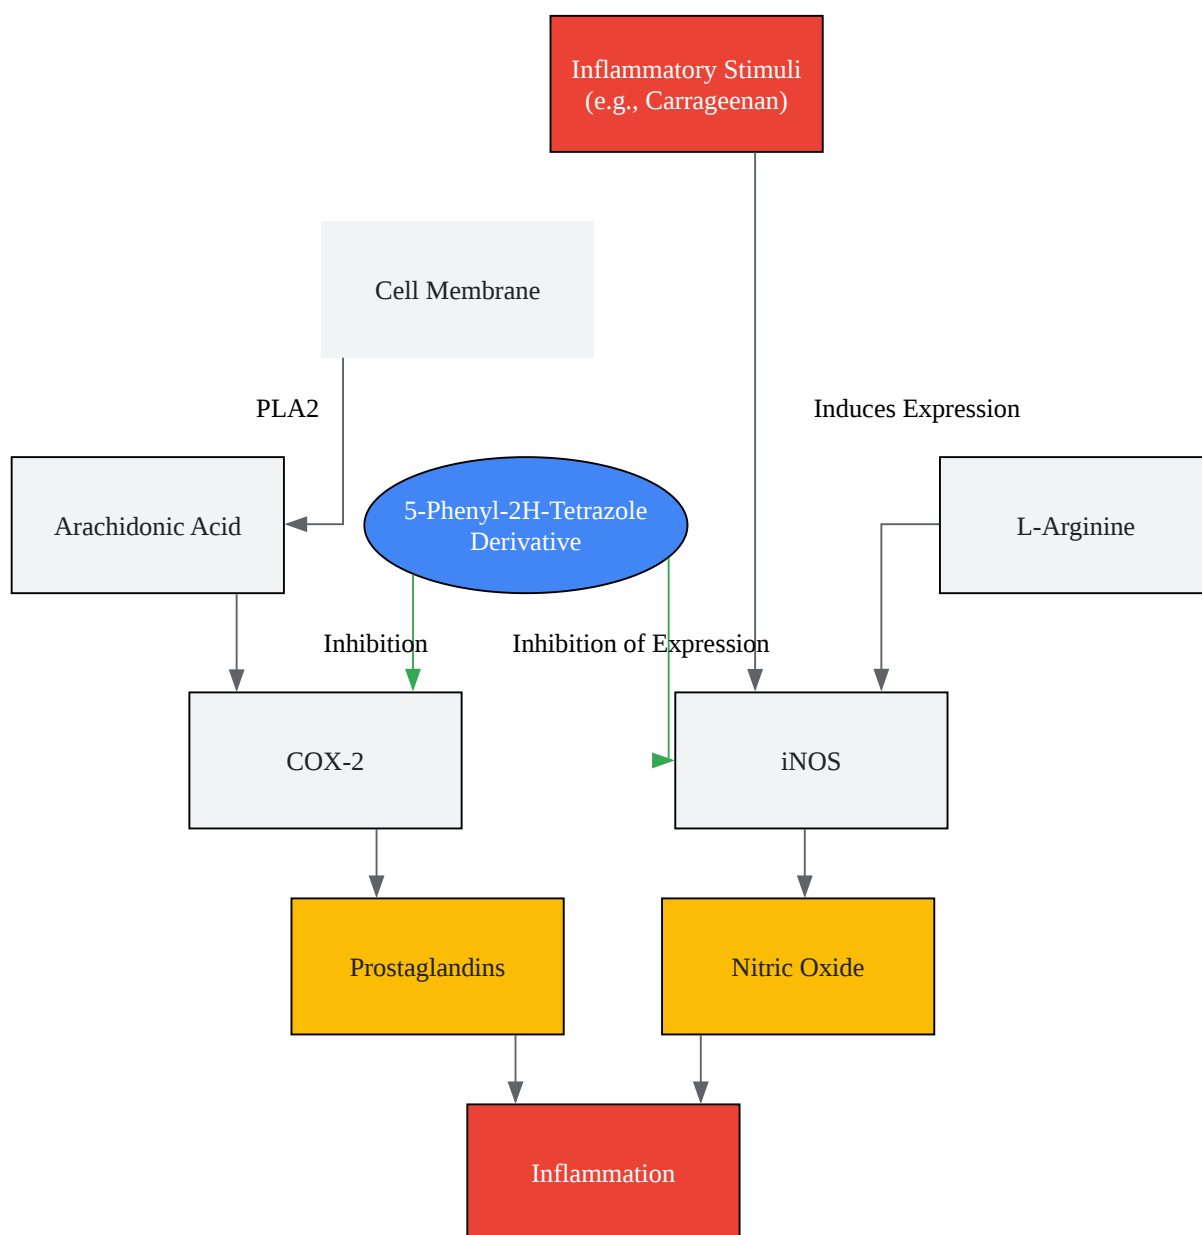 Inflammatory Stimuli
(e.g., Carrageenan)
Cell Membrane
PLA2
Induces Expression
Arachidonic Acid
5-Phenyl-2H-Tetrazole
Derivative
L-Arginine
Inhibition
Inhibition of Expression
COX-2
iNOS
Prostaglandins
Nitric Oxide
Inflammation